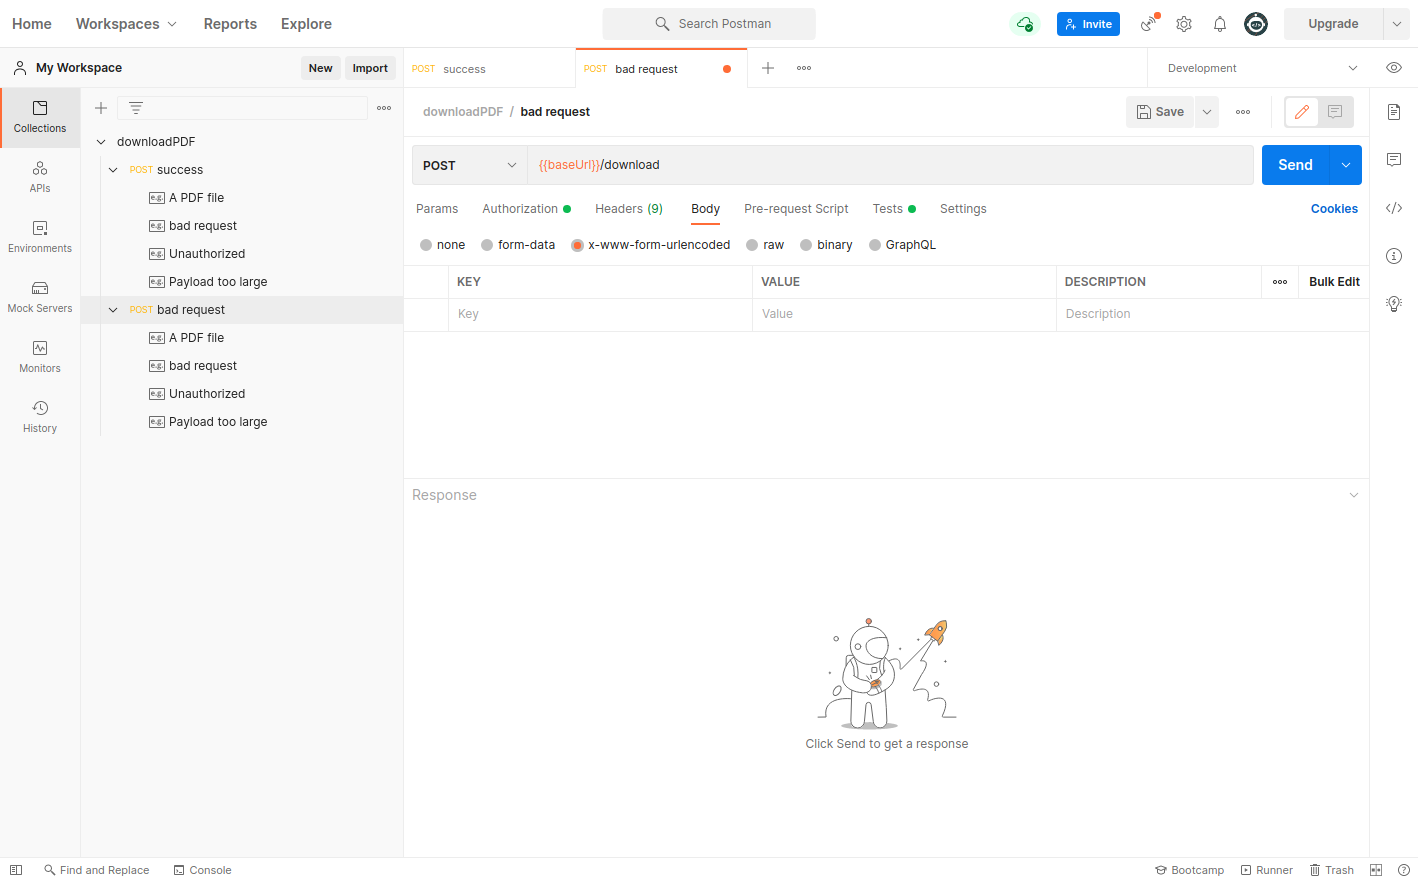 Home Workspaces Reports Explore Search Postman Invite Upgrade
My Workspace New Import POST success POST bad request Development
Collections
APIs
Environments
Mock Servers
Monitors
History
downloadPDF
POST success
e.g. A PDF file
e.g. bad request
e.g. Unauthorized
e.g. Payload too large
POST bad request
e.g. A PDF file
e.g. bad request
e.g. Unauthorized
e.g. Payload too large
downloadPDF / bad request Save
POST {{baseUrl}}/download Send
Params Authorization Headers (9) Body Pre-request Script Tests Settings Cookies
none form-data x-www-form-urlencoded raw binary GraphQL
KEY VALUE DESCRIPTION Bulk Edit
Key Value Description
Response
Click Send to get a response
Find and Replace Console Bootcamp Runner Trash